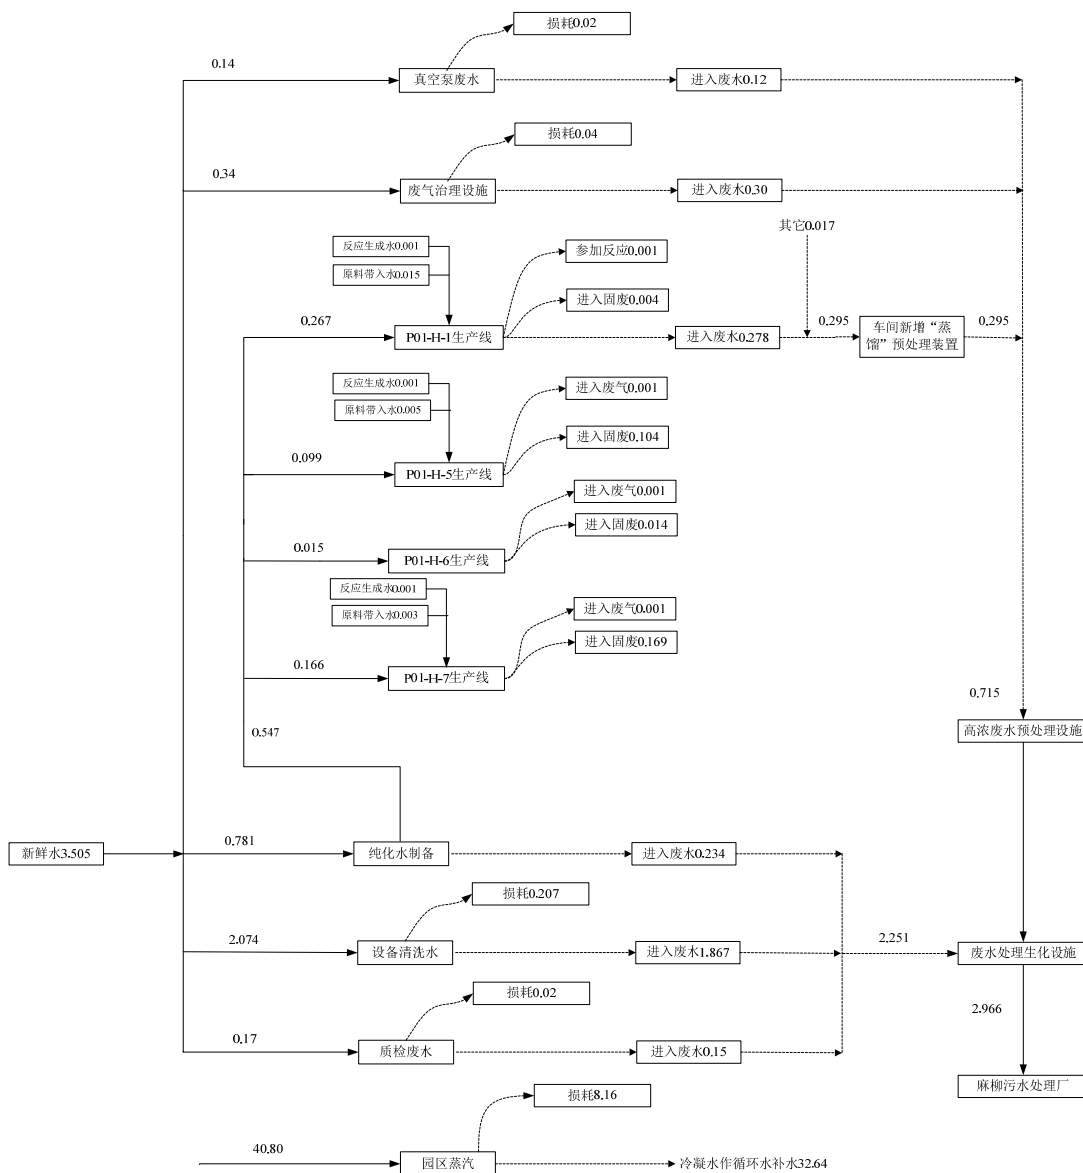 损耗0.02
0.14
真空泵废水
进入废水0.12
损耗0.04
0.34
废气治理设施
进入废水0.30
其它0.017
反应生成水0.001
参加反应0.001
原料带入水0.015
进入固废0.004
0.267
P01-H-1生产线
进入废水0.278
0.295
车间新增“蒸
馏”预处理装置
0.295
反应生成水0.001
进入废气0.001
原料带入水0.005
进入固废0.104
0.099
P01-H-5生产线
进入废气0.001
进入固废0.014
0.015
P01-H-6生产线
反应生成水0.001
进入废气0.001
原料带入水0.003
进入固废0.169
0.166
P01-H-7生产线
0.715
0.547
高浓废水预处理设施
新鲜水3.505
0.781
纯化水制备
进入废水0.234
损耗0.207
2.074
设备清洗水
进入废水1.867
2.251
废水处理生化设施
损耗0.02
2.966
0.17
质检废水
进入废水0.15
麻柳污水处理厂
损耗8.16
40.80
园区蒸汽
冷凝水作循环水补水32.64